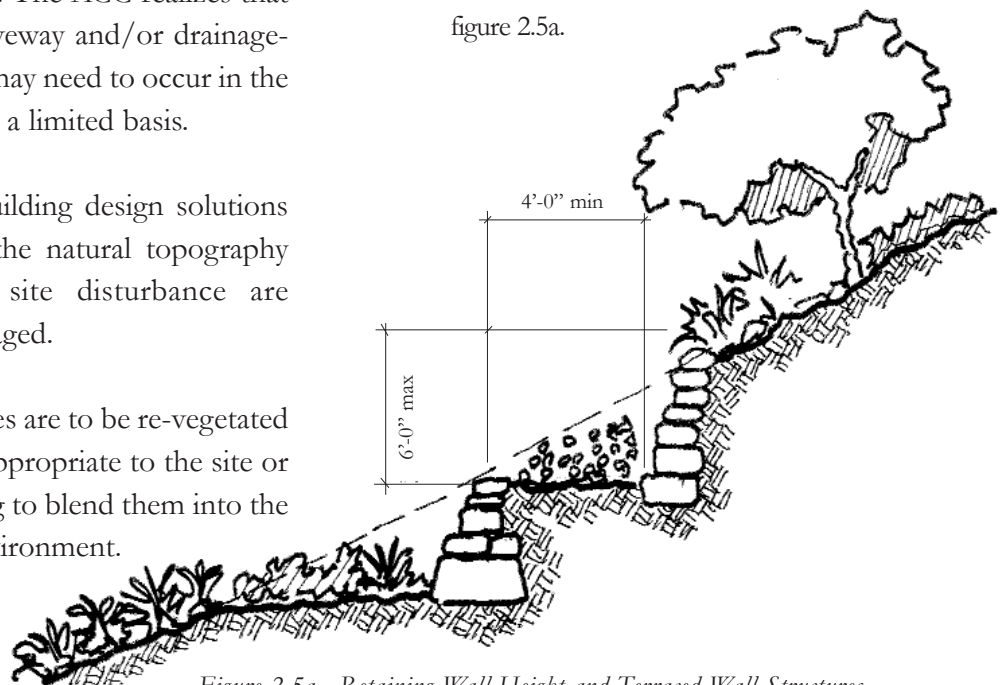 The ACC realizes that
veway and/or drainage-
may need to occur in the
a limited basis.
uilding design solutions
the natural topography
site disturbance are
aged.
es are to be re-vegetated
ppropriate to the site or
g to blend them into the
vironment.
figure 2.5a.
4’-0” min
6’-0” max
Figure 2.5a - Retaining Wall Height and Terraced Wall Structures